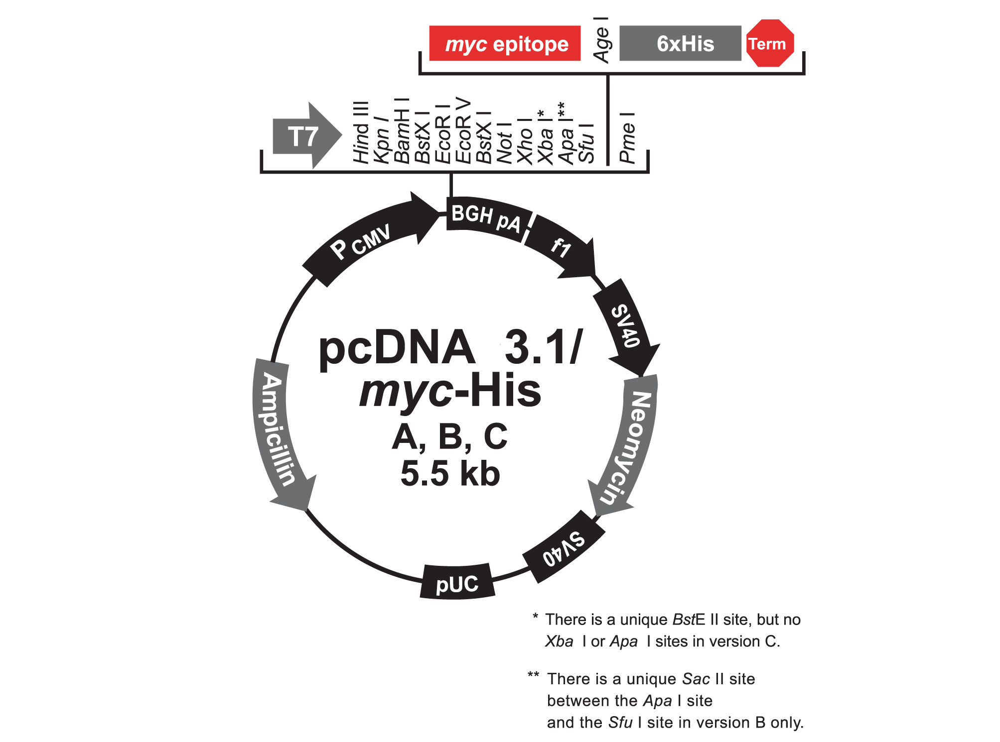 myc epitope
Age I
6xHis
Term
T7
Hind III
Kpn I
BamH I
BstX I
EcoR I
EcoR V
BstX I
Not I
Xho I
Xba I*
Apa I**
Sfu I
Pme I
P CMV
BGH pA
f1
SV40
Neomycin
SV40
pUC
Ampicillin
pcDNA 3.1/
myc-His
A, B, C
5.5 kb
* There is a unique BstE II site, but no
Xba I or Apa I sites in version C.
** There is a unique Sac II site
between the Apa I site
and the Sfu I site in version B only.